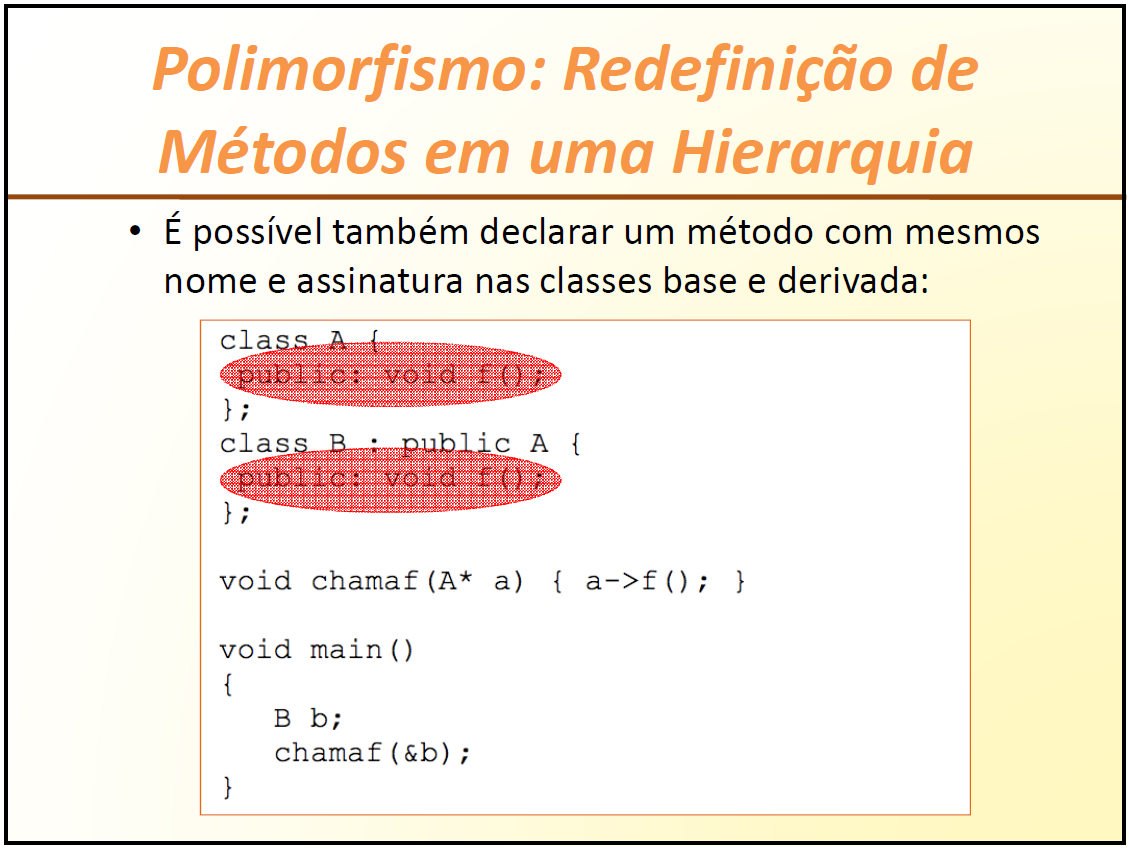 Polimorfismo: Redefinição de
Métodos em uma Hierarquia
• É possível também declarar um método com mesmos
nome e assinatura nas classes base e derivada:
class A {
public: void f();
};
class B : public A {
public: void f();
};
void chamaf(A* a) { a->f(); }
void main()
{
B b;
chamaf(&b);
}